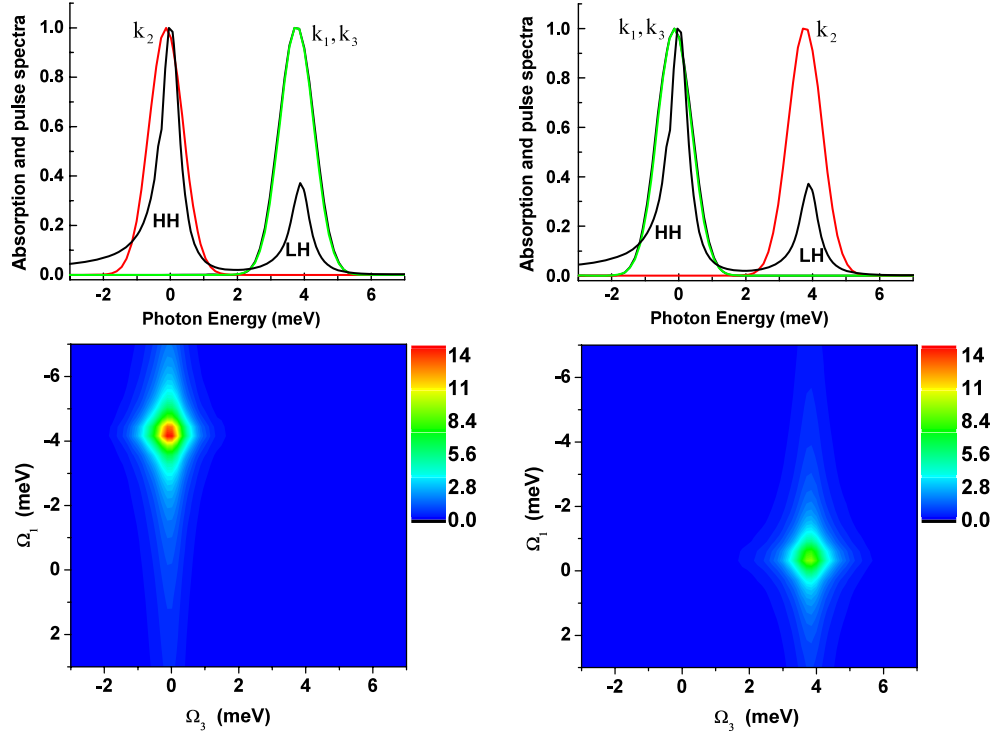 k2
k1,k3
1.0
0.8
0.6
0.4
0.2
0.0
Absorption and pulse spectra
HH
LH
-2 0 2 4 6
Photon Energy (meV)
k1,k3
k2
1.0
0.8
0.6
0.4
0.2
0.0
Absorption and pulse spectra
HH
LH
-2 0 2 4 6
Photon Energy (meV)
-6
-4
-2
0
2
Ω1 (meV)
-2 0 2 4 6
Ω3 (meV)
14
11
8.4
5.6
2.8
0.0
-6
-4
-2
0
2
Ω1 (meV)
-2 0 2 4 6
Ω3 (meV)
14
11
8.4
5.6
2.8
0.0